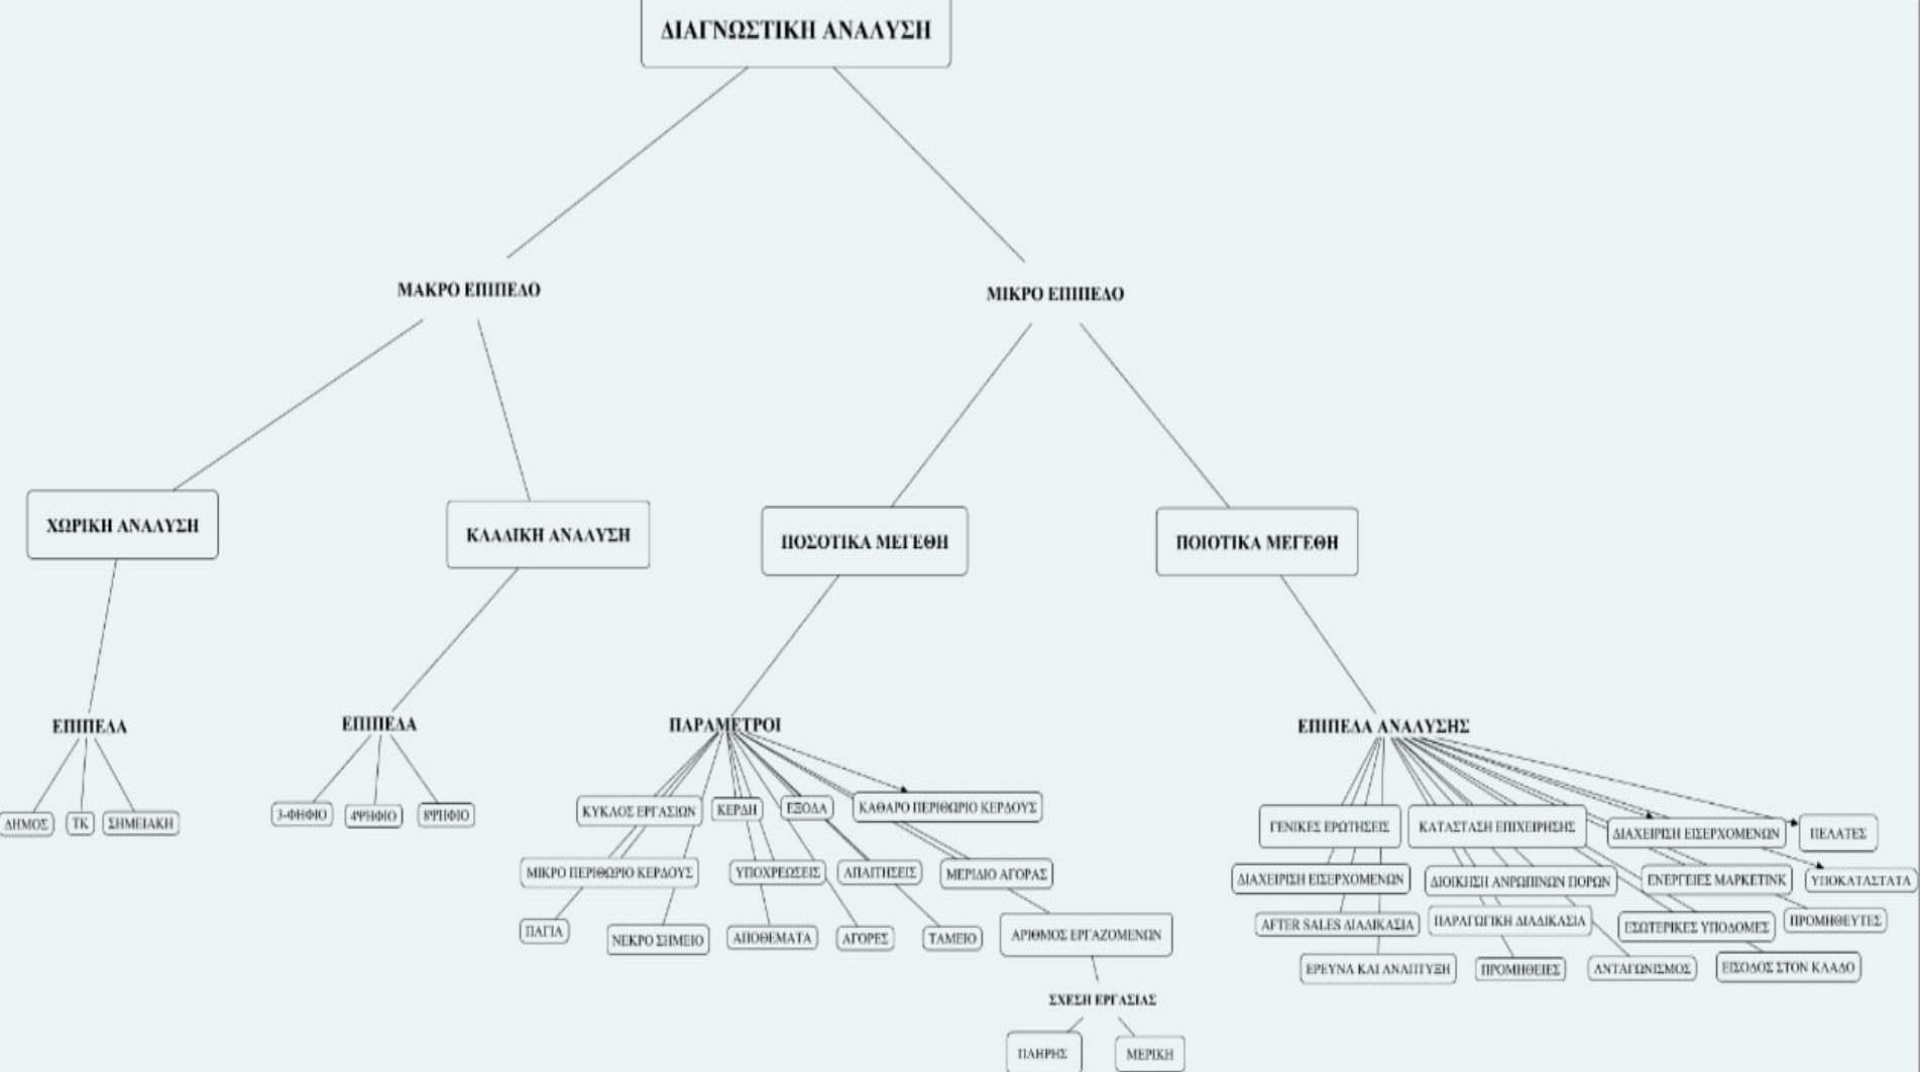 ΔΙΑΓΝΩΣΤΙΚΗ ΑΝΑΛΥΣΗ
ΜΑΚΡΟ ΕΠΙΠΕΔΟ
ΜΙΚΡΟ ΕΠΙΠΕΔΟ
ΧΩΡΙΚΗ ΑΝΑΛΥΣΗ
ΚΛΑΔΙΚΗ ΑΝΑΛΥΣΗ
ΠΟΣΟΤΙΚΑ ΜΕΓΕΘΗ
ΠΟΙΟΤΙΚΑ ΜΕΓΕΘΗ
ΕΠΙΠΕΔΑ
ΕΠΙΠΕΔΑ
ΠΑΡΑΜΕΤΡΟΙ
ΕΠΙΠΕΔΑ ΑΝΑΛΥΣΗΣ
ΔΗΜΟΣ
ΤΚ
ΣΗΜΕΙΑΚΗ
3-ΦΗΦΙΟ
4ΨΗΦΙΟ
8ΨΗΦΙΟ
ΚΥΚΛΟΣ ΕΡΓΑΣΙΩΝ
ΚΕΡΔΗ
ΕΞΟΔΑ
ΚΑΘΑΡΟ ΠΕΡΙΘΩΡΙΟ ΚΕΡΔΟΥΣ
ΓΕΝΙΚΕΣ ΕΡΩΤΗΣΕΙΣ
ΚΑΤΑΣΤΑΣΗ ΕΠΙΧΕΙΡΗΣΗΣ
ΔΙΑΧΕΙΡΙΣΗ ΕΙΣΕΡΧΟΜΕΝΩΝ
ΠΕΛΑΤΕΣ
ΜΙΚΡΟ ΠΕΡΙΘΩΡΙΟ ΚΕΡΔΟΥΣ
ΥΠΟΧΡΕΩΣΕΙΣ
ΑΠΑΙΤΗΣΕΙΣ
ΜΕΡΙΔΙΟ ΑΓΟΡΑΣ
ΔΙΑΧΕΙΡΙΣΗ ΕΙΣΕΡΧΟΜΕΝΩΝ
ΔΙΟΙΚΗΣΗ ΑΝΡΩΠΙΝΩΝ ΠΟΡΩΝ
ΕΝΕΡΓΕΙΕΣ ΜΑΡΚΕΤΙΝΚ
ΥΠΟΚΑΤΑΣΤΑΤΑ
ΠΑΓΙΑ
ΝΕΚΡΟ ΣΗΜΕΙΟ
ΑΠΟΘΕΜΑΤΑ
ΑΓΟΡΕΣ
ΤΑΜΕΙΟ
ΑΡΙΘΜΟΣ ΕΡΓΑΖΟΜΕΝΩΝ
AFTER SALES ΔΙΑΔΙΚΑΣΙΑ
ΠΑΡΑΓΩΓΙΚΗ ΔΙΑΔΙΚΑΣΙΑ
ΕΣΩΤΕΡΙΚΕΣ ΥΠΟΔΟΜΕΣ
ΠΡΟΜΗΘΕΥΤΕΣ
ΕΡΕΥΝΑ ΚΑΙ ΑΝΑΠΤΥΞΗ
ΠΡΟΜΗΘΕΙΕΣ
ΑΝΤΑΓΩΝΙΣΜΟΣ
ΕΙΣΟΔΟΣ ΣΤΟΝ ΚΛΑΔΟ
ΣΧΕΣΗ ΕΡΓΑΣΙΑΣ
ΠΛΗΡΗΣ
ΜΕΡΙΚΗ